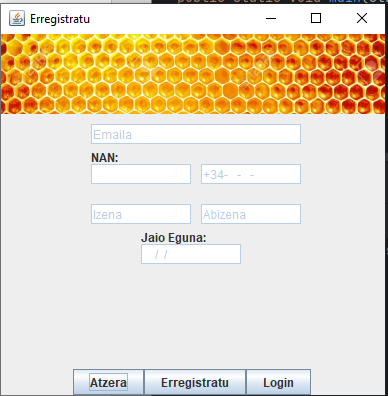 Erregistratu
Emaila
NAN:
+34- - -
Izena Abizena
Jaio Eguna:
/ /
Atzera Erregistratu Login